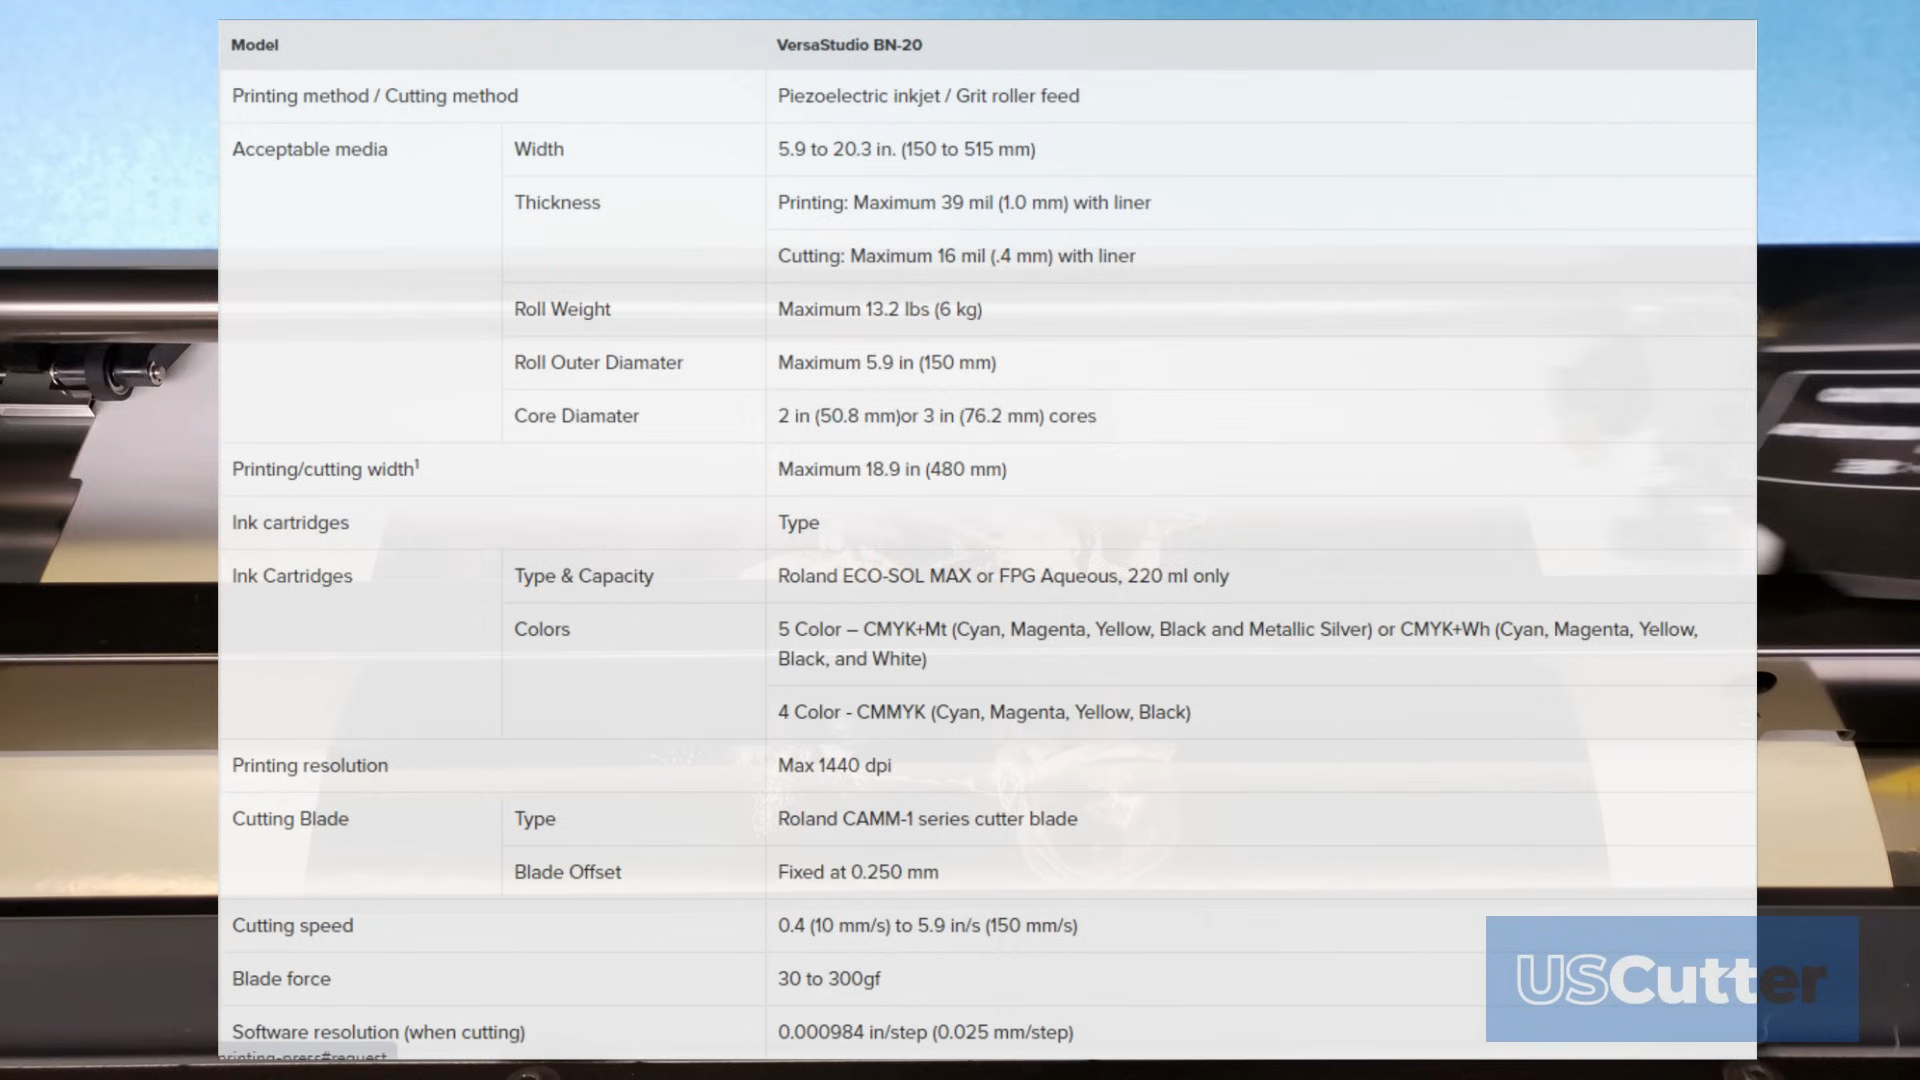 Model VersaStudio BN-20
Printing method / Cutting method Piezoelectric inkjet / Grit roller feed
Acceptable media Width 5.9 to 20.3 in. (150 to 515 mm)
Thickness Printing: Maximum 39 mil (1.0 mm) with liner
Cutting: Maximum 16 mil (.4 mm) with liner
Roll Weight Maximum 13.2 lbs (6 kg)
Roll Outer Diamater Maximum 5.9 in (150 mm)
Core Diamater 2 in (50.8 mm)or 3 in (76.2 mm) cores
Printing/cutting width¹ Maximum 18.9 in (480 mm)
Ink cartridges Type
Ink Cartridges Type & Capacity Roland ECO-SOL MAX or FPG Aqueous, 220 ml only
Colors 5 Color – CMYK+Mt (Cyan, Magenta, Yellow, Black and Metallic Silver) or CMYK+Wh (Cyan, Magenta, Yellow,
Black, and White)
4 Color - CMMYK (Cyan, Magenta, Yellow, Black)
Printing resolution Max 1440 dpi
Cutting Blade Type Roland CAMM-1 series cutter blade
Blade Offset Fixed at 0.250 mm
Cutting speed 0.4 (10 mm/s) to 5.9 in/s (150 mm/s)
Blade force 30 to 300gf
Software resolution (when cutting) 0.000984 in/step (0.025 mm/step)
printing-press#request
USCutter